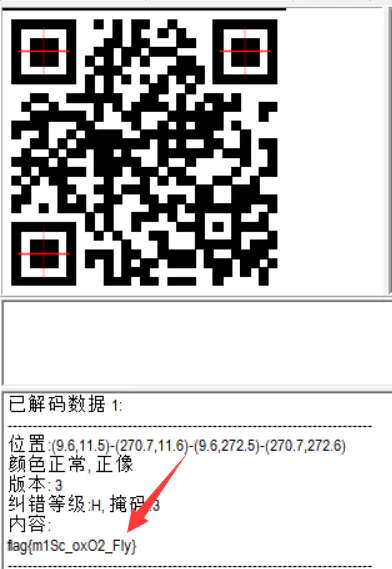 已解码数据 1:
位置:(9.6,11.5)-(270.7,11.6)-(9.6,272.5)-(270.7,272.6)
颜色正常, 正像
版本: 3
纠错等级:H, 掩码:3
内容:
flag{m1Sc_oxO2_Fly}